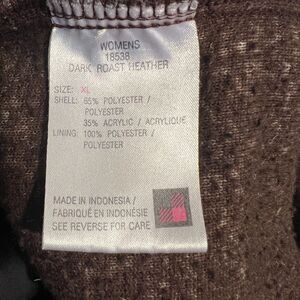 WOMENS
18538
DARK ROAST HEATHER
SIZE: XL
SHELL: 65% POLYESTER /
POLYESTER
35% ACRYLIC / ACRYLIQUE
LINING: 100% POLYESTER /
POLYESTER
MADE IN INDONESIA /
FABRIQUÉ EN INDONÉSIE
SEE REVERSE FOR CARE